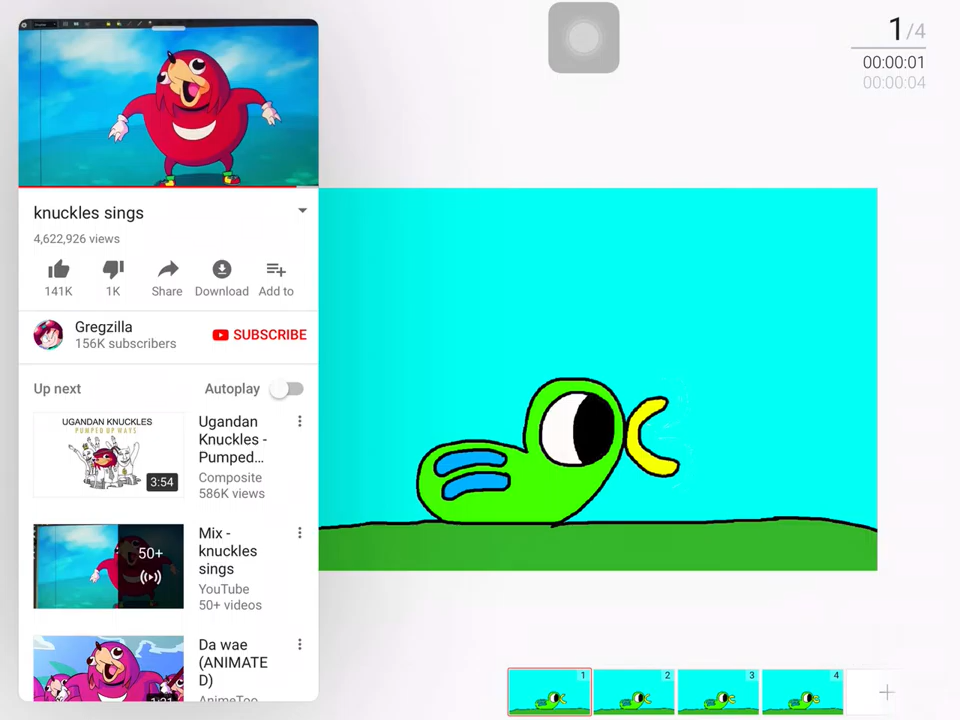 1/4
00:00:01
00:00:04
knuckles sings
4,622,926 views
141K
1K
Share
Download
Add to
Gregzilla
156K subscribers
SUBSCRIBE
Up next
Autoplay
UGANDAN KNUCKLES
PUMPED UP WAYS
3:54
Ugandan
Knuckles -
Pumped...
Composite
586K views
50+
Mix -
knuckles
sings
YouTube
50+ videos
Da wae
(ANIMATE
D)
1
2
3
4